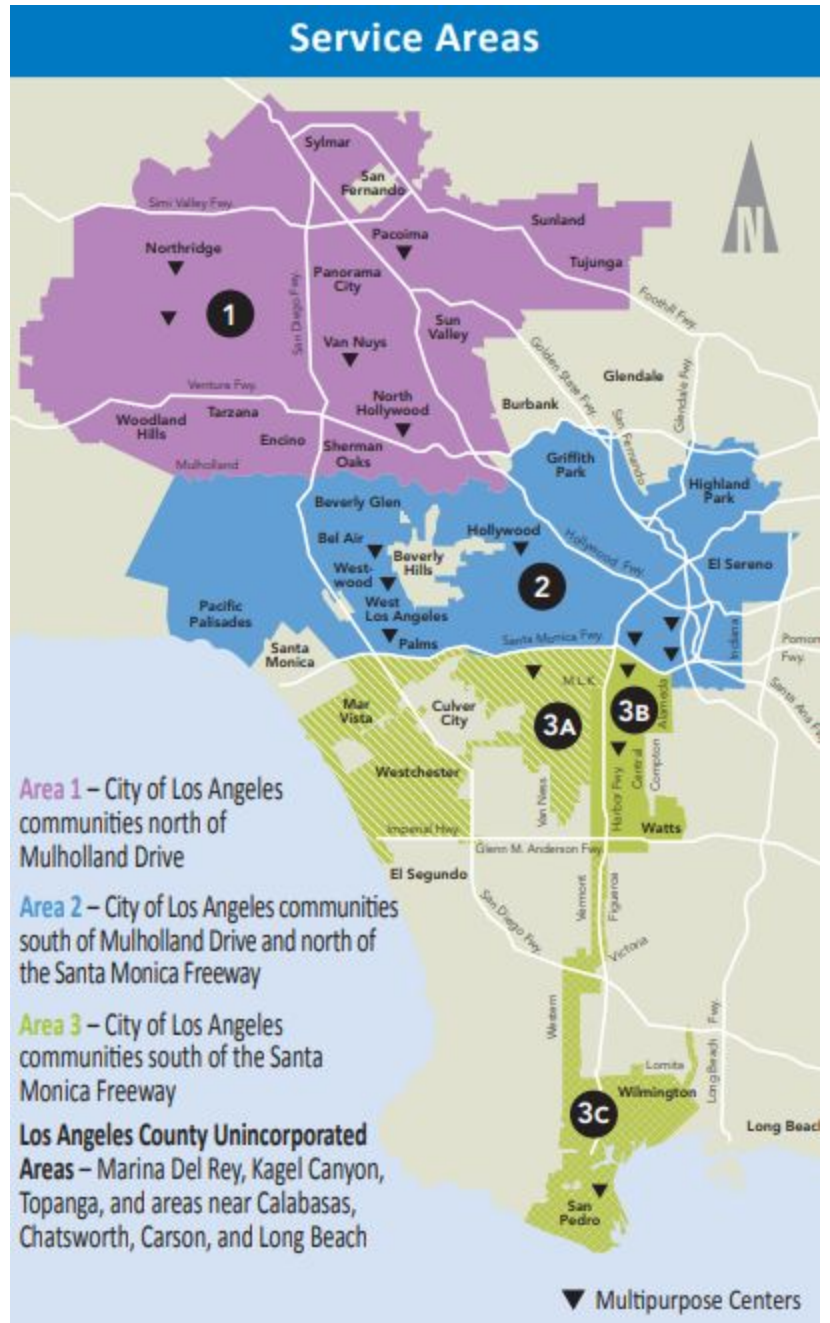 Service Areas
Sylmar
San
Fernando
Simi Valley Fwy.
Sunland
Northridge
Pacoima
Tujunga
N
Panorama
City
San Diego Fwy.
1
Foothill Fwy.
Sun
Valley
Van Nuys
Golden State Fwy.
Glendale
Glendale Fwy.
Ventura Fwy.
North
Hollywood
Burbank
San Fernando
Woodland
Hills
Tarzana
Encino
Sherman
Oaks
Mulholland
Griffith
Park
Highland
Park
Beverly Glen
Hollywood
Hollywood Fwy.
Bel Air
Beverly
Hills
West-
wood
2
El Sereno
West
Los Angeles
Pacific
Palisades
Palms
Santa Monica Fwy.
Indiana
Pomon
Fwy.
Santa
Monica
M.L.K.
Alameda
Santa Ana Fw
Mar
Vista
Culver
City
3A
3B
Westchester
Van Ness
Harbor Fwy
Central
Compton
Area 1 – City of Los Angeles
communities north of
Mulholland Drive
Imperial Hwy.
Watts
Glenn M. Anderson Fwy.
El Segundo
Vermont
Figueroa
San Diego Fwy.
Victoria
Area 2 – City of Los Angeles communities
south of Mulholland Drive and north of
the Santa Monica Freeway
Western
Long Beach Fwy.
Area 3 – City of Los Angeles
communities south of the Santa
Monica Freeway
Lomita
Wilmington
3C
Long Beac
Los Angeles County Unincorporated
Areas – Marina Del Rey, Kagel Canyon,
Topanga, and areas near Calabasas,
Chatsworth, Carson, and Long Beach
San
Pedro
Multipurpose Centers